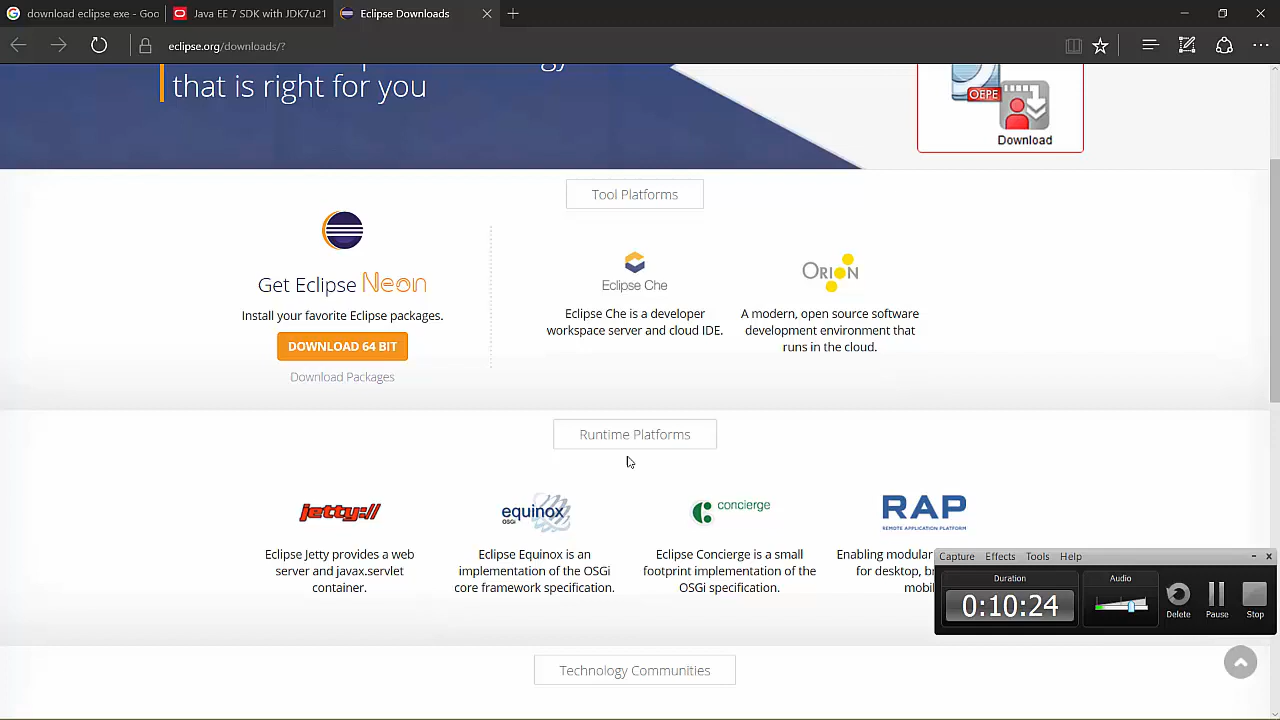 download eclipse exe - Goo
Java EE 7 SDK with JDK7u21
Eclipse Downloads
eclipse.org/downloads/?
that is right for you
OEPE
Download
Tool Platforms
Get Eclipse Neon
Install your favorite Eclipse packages.
DOWNLOAD 64 BIT
Download Packages
Eclipse Che
Eclipse Che is a developer
workspace server and cloud IDE.
ORION
A modern, open source software
development environment that
runs in the cloud.
Runtime Platforms
jetty://
Eclipse Jetty provides a web
server and javax.servlet
container.
equinox
OSGi
Eclipse Equinox is an
implementation of the OSGi
core framework specification.
concierge
Eclipse Concierge is a small
footprint implementation of the
OSGi specification.
RAP
REMOTE APPLICATION PLATFORM
Enabling modular
for desktop, b
mobi
Capture Effects Tools Help
Duration
0:10:24
Audio
Delete
Pause
Stop
Technology Communities